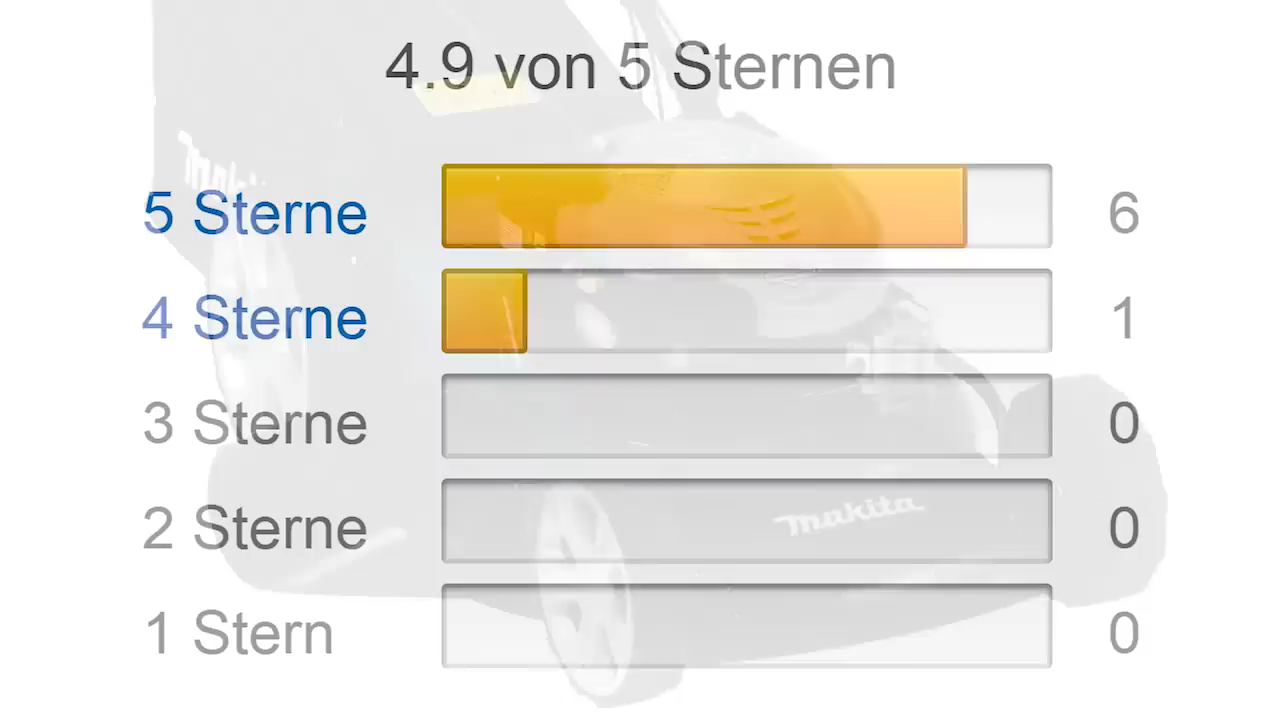 4.9 von 5 Sternen
makita
5 Sterne 6
4 Sterne 1
3 Sterne 0
2 Sterne 0
makita
1 Stern 0